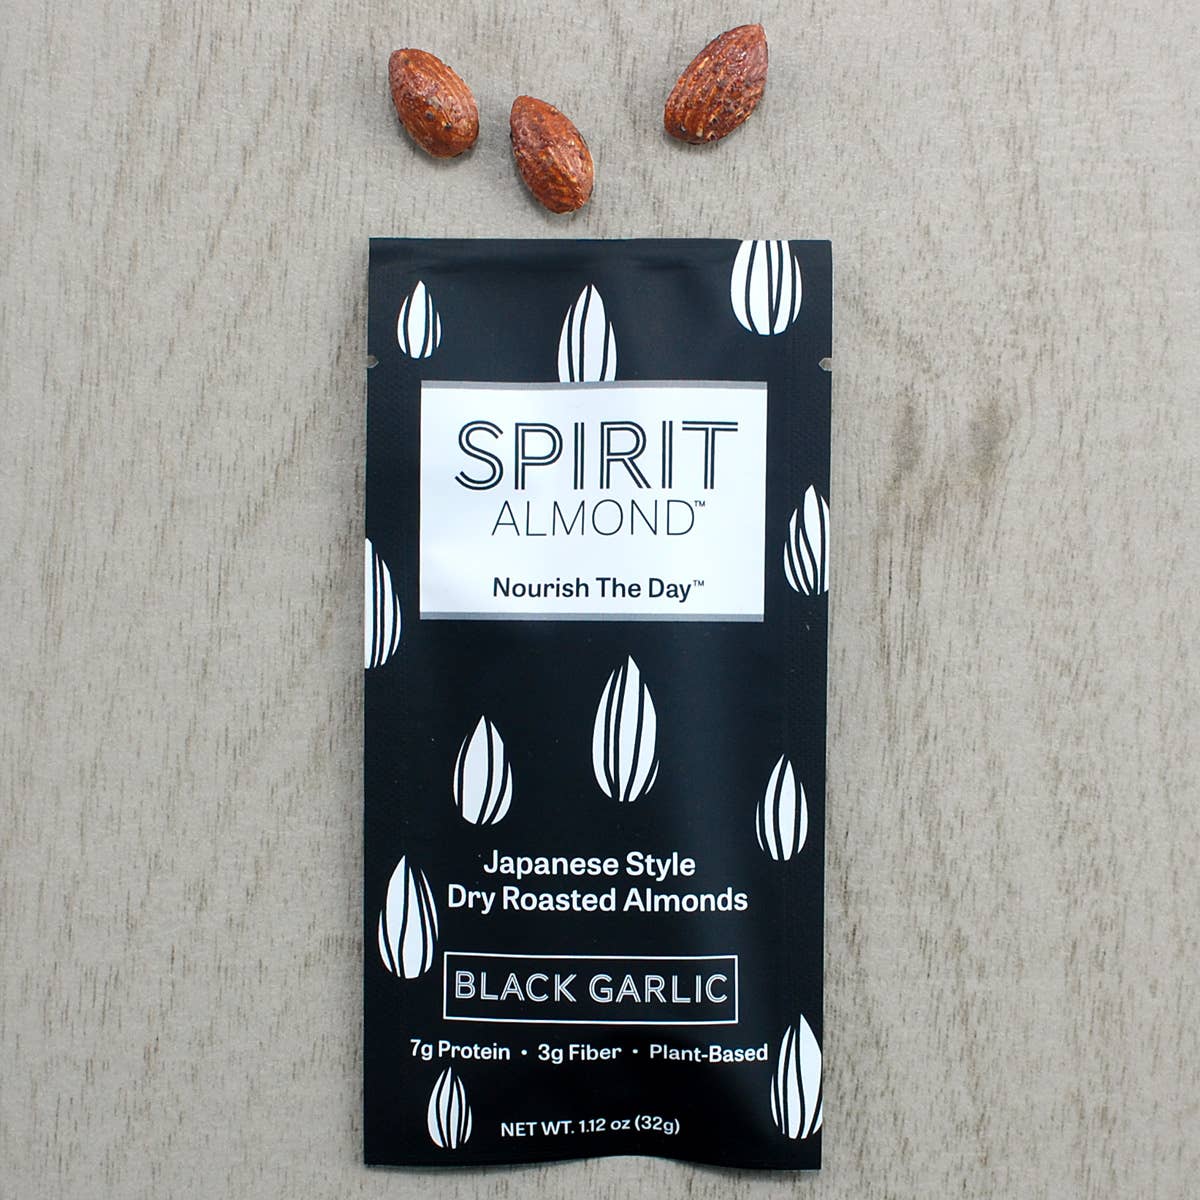 SPIRIT
ALMOND™
Nourish The Day™
Japanese Style
Dry Roasted Almonds
BLACK GARLIC
7g Protein • 3g Fiber • Plant-Based
NET WT. 1.12 oz (32g)